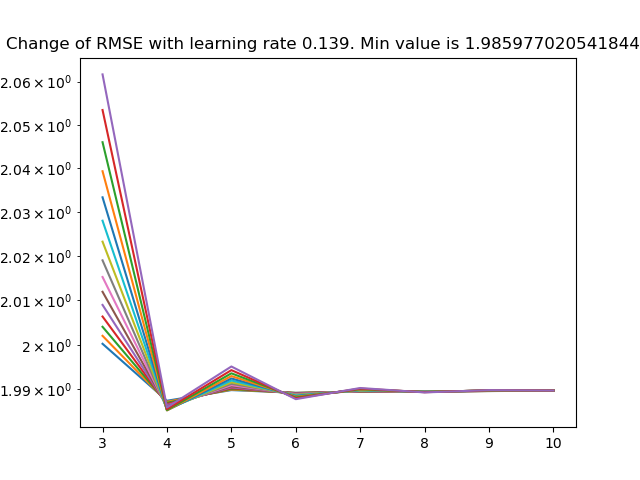 Change of RMSE with learning rate 0.139. Min value is 1.985977020541844
2.06 × 10⁰
2.05 × 10⁰
2.04 × 10⁰
2.03 × 10⁰
2.02 × 10⁰
2.01 × 10⁰
2 × 10⁰
1.99 × 10⁰
3 4 5 6 7 8 9 10